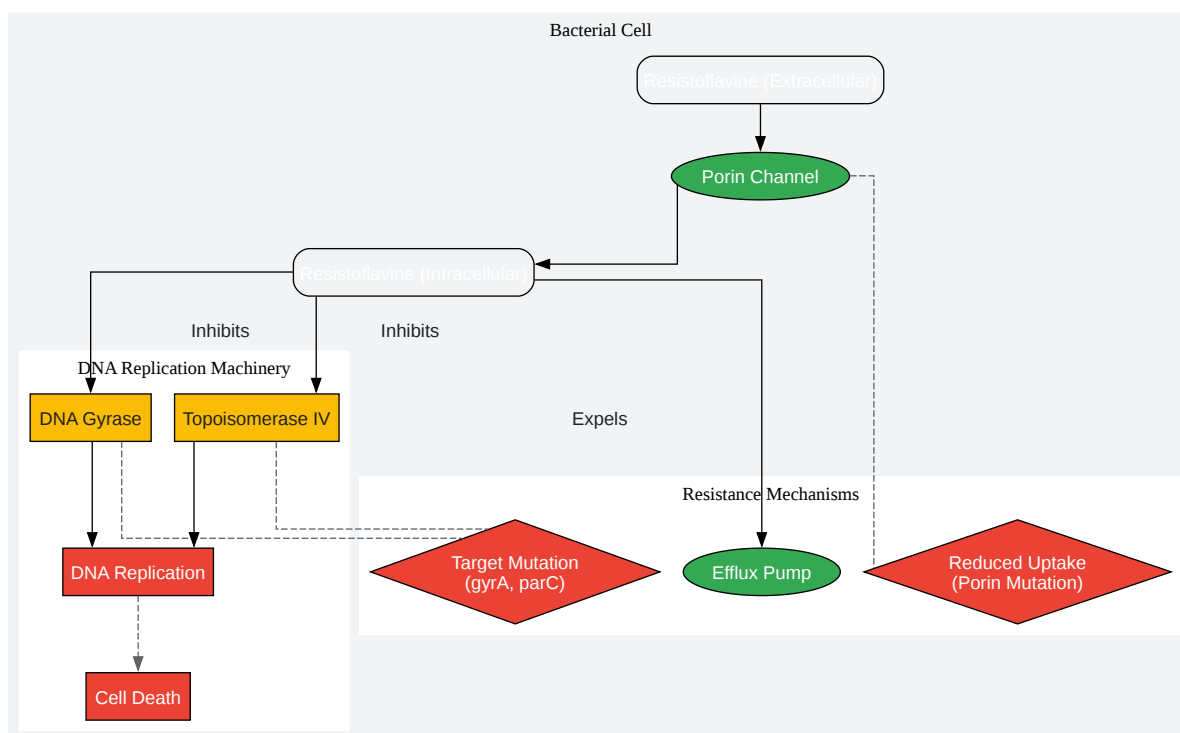 Bacterial Cell
Resistoflavine (Extracellular)
Porin Channel
Resistoflavine (Intracellular)
Inhibits
Inhibits
DNA Replication Machinery
DNA Gyrase
Topoisomerase IV
Expels
Resistance Mechanisms
Target Mutation
(gyrA, parC)
Efflux Pump
Reduced Uptake
(Porin Mutation)
DNA Replication
Cell Death